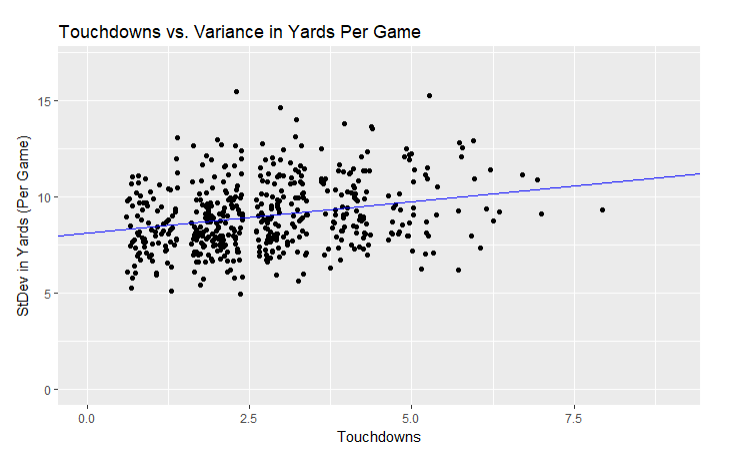 Touchdowns vs. Variance in Yards Per Game
StDev in Yards (Per Game)
15
10
5
0
0.0 2.5 5.0 7.5
Touchdowns